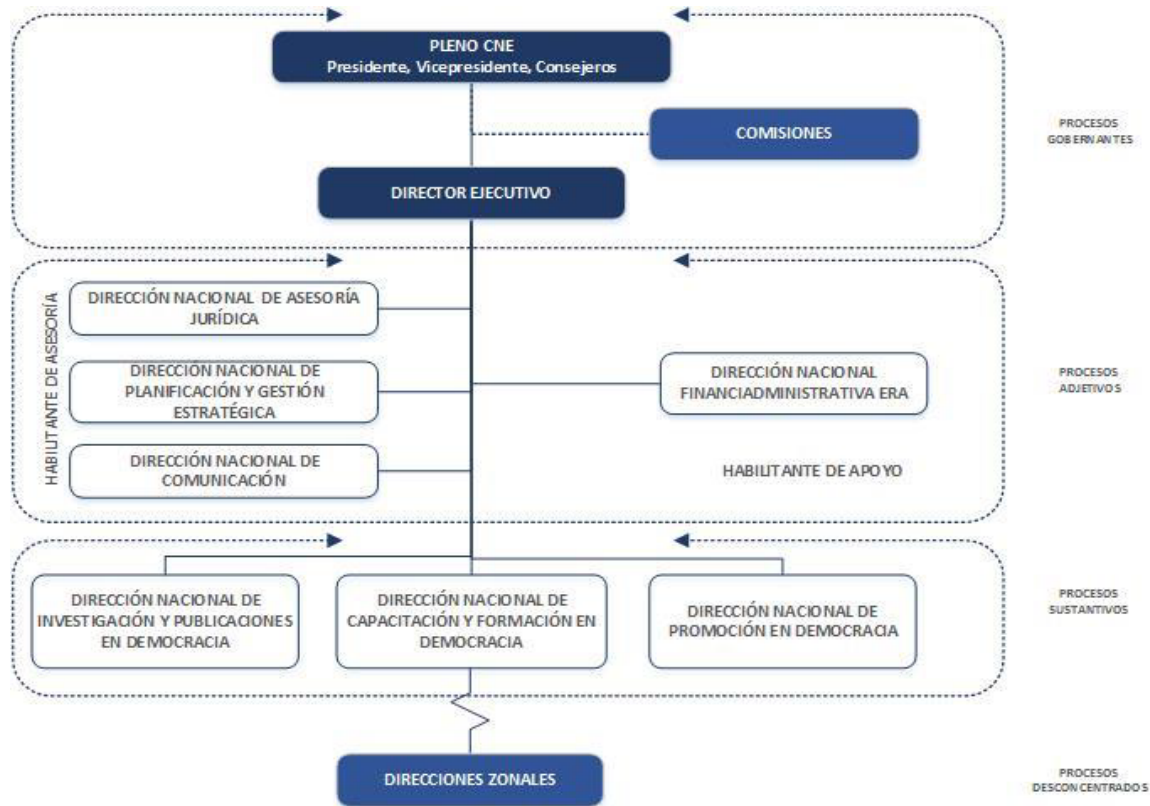 PLENO CNE
Presidente, Vicepresidente, Consejeros
COMISIONES
PROCESOS
GOBERNANTES
DIRECTOR EJECUTIVO
HABILITANTE DE ASESORÍA
DIRECCIÓN NACIONAL DE ASESORÍA
JURÍDICA
DIRECCIÓN NACIONAL DE
PLANIFICACIÓN Y GESTIÓN
ESTRATÉGICA
DIRECCIÓN NACIONAL DE
COMUNICACIÓN
DIRECCIÓN NACIONAL
FINANCIADMINISTRATIVA ERA
HABILITANTE DE APOYO
PROCESOS
ADJETIVOS
DIRECCIÓN NACIONAL DE
INVESTIGACIÓN Y PUBLICACIONES
EN DEMOCRACIA
DIRECCIÓN NACIONAL DE
CAPACITACIÓN Y FORMACIÓN EN
DEMOCRACIA
DIRECCIÓN NACIONAL DE
PROMOCIÓN EN DEMOCRACIA
PROCESOS
SUSTANTIVOS
DIRECCIONES ZONALES
PROCESOS
DESCONCENTRADOS